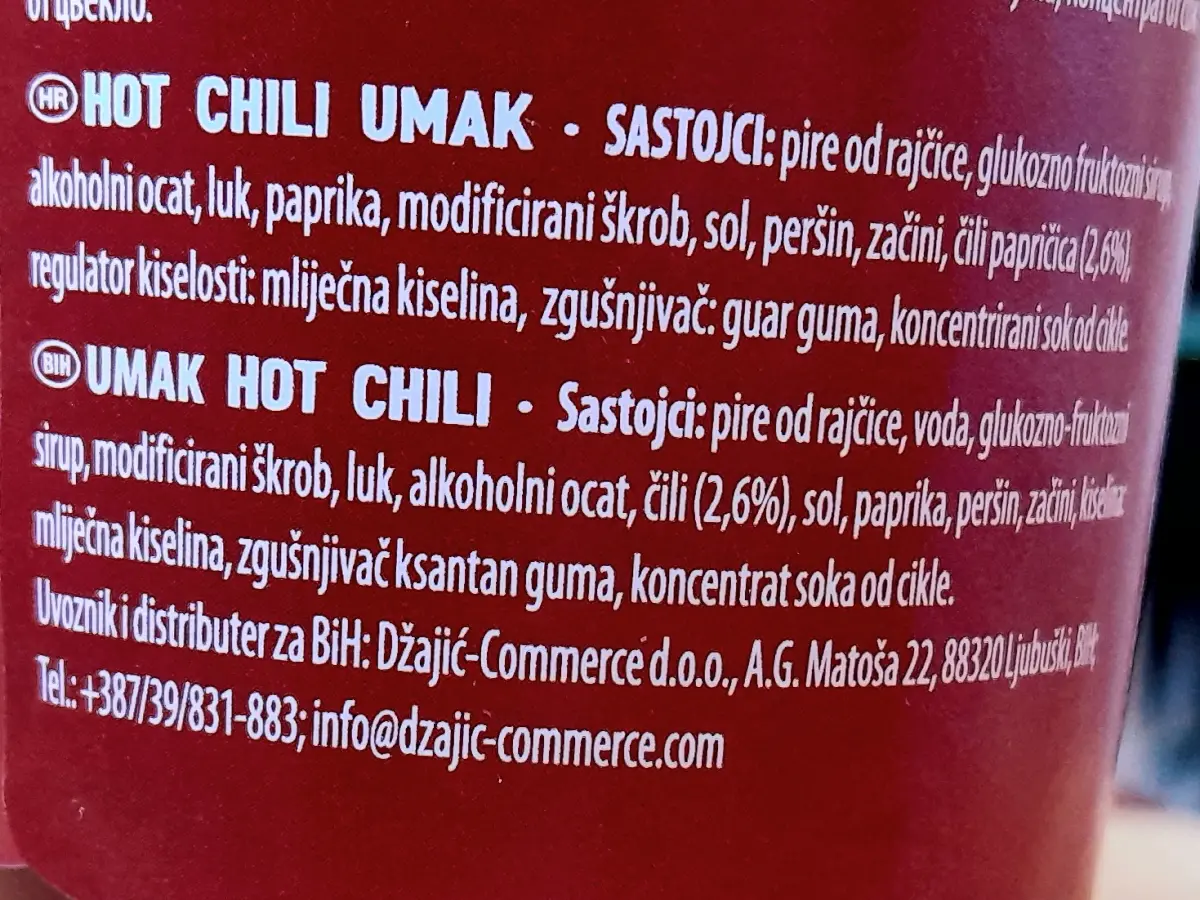 от цвекло.
HR HOT CHILI UMAK • SASTOJCI: pire od rajčice, glukozno fruktozni sirup,
alkoholni ocat, luk, paprika, modificirani škrob, sol, peršin, začini, čili papričica (2,6%),
regulator kiselosti: mliječna kiselina, zgušnjivač: guar guma, koncentrirani sok od cikle.
BIH UMAK HOT CHILI • Sastojci: pire od rajčice, voda, glukozno-fruktozni
sirup, modificirani škrob, luk, alkoholni ocat, čili (2,6%), sol, paprika, peršin, začini, kiselina:
mliječna kiselina, zgušnjivač ksantan guma, koncentrat soka od cikle.
Uvoznik i distributer za BiH: Džajić-Commerce d.o.o., A.G. Matoša 22, 88320 Ljubuški, BiH;
Tel.: +387/39/831-883; info@dzajic-commerce.com